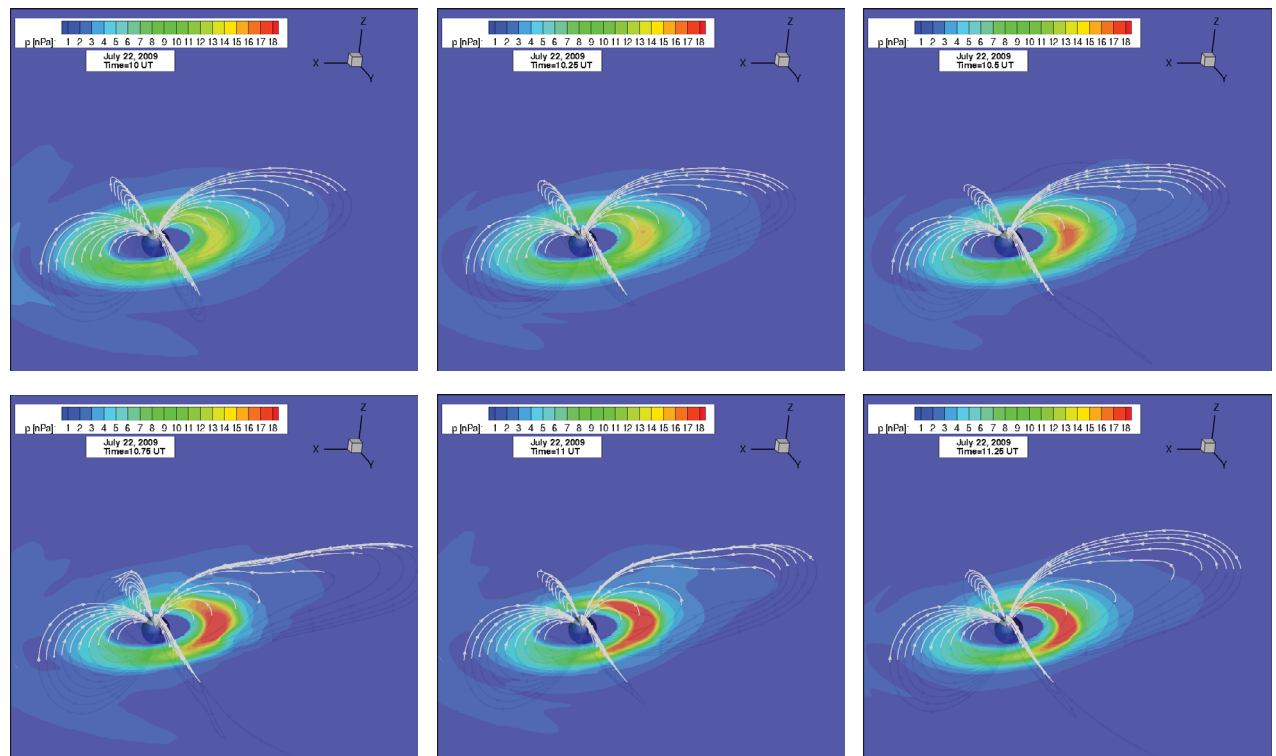 p [nPa]: 1 2 3 4 5 6 7 8 9 10 11 12 13 14 15 16 17 18
July 22, 2009
Time=10 UT
X
Y
Z
p [nPa]: 1 2 3 4 5 6 7 8 9 10 11 12 13 14 15 16 17 18
July 22, 2009
Time=10.25 UT
X
Y
Z
p [nPa]: 1 2 3 4 5 6 7 8 9 10 11 12 13 14 15 16 17 18
July 22, 2009
Time=10.5 UT
X
Y
Z
p [nPa]: 1 2 3 4 5 6 7 8 9 10 11 12 13 14 15 16 17 18
July 22, 2009
Time=10.75 UT
X
Y
Z
p [nPa]: 1 2 3 4 5 6 7 8 9 10 11 12 13 14 15 16 17 18
July 22, 2009
Time=11 UT
X
Y
Z
p [nPa]: 1 2 3 4 5 6 7 8 9 10 11 12 13 14 15 16 17 18
July 22, 2009
Time=11.25 UT
X
Y
Z